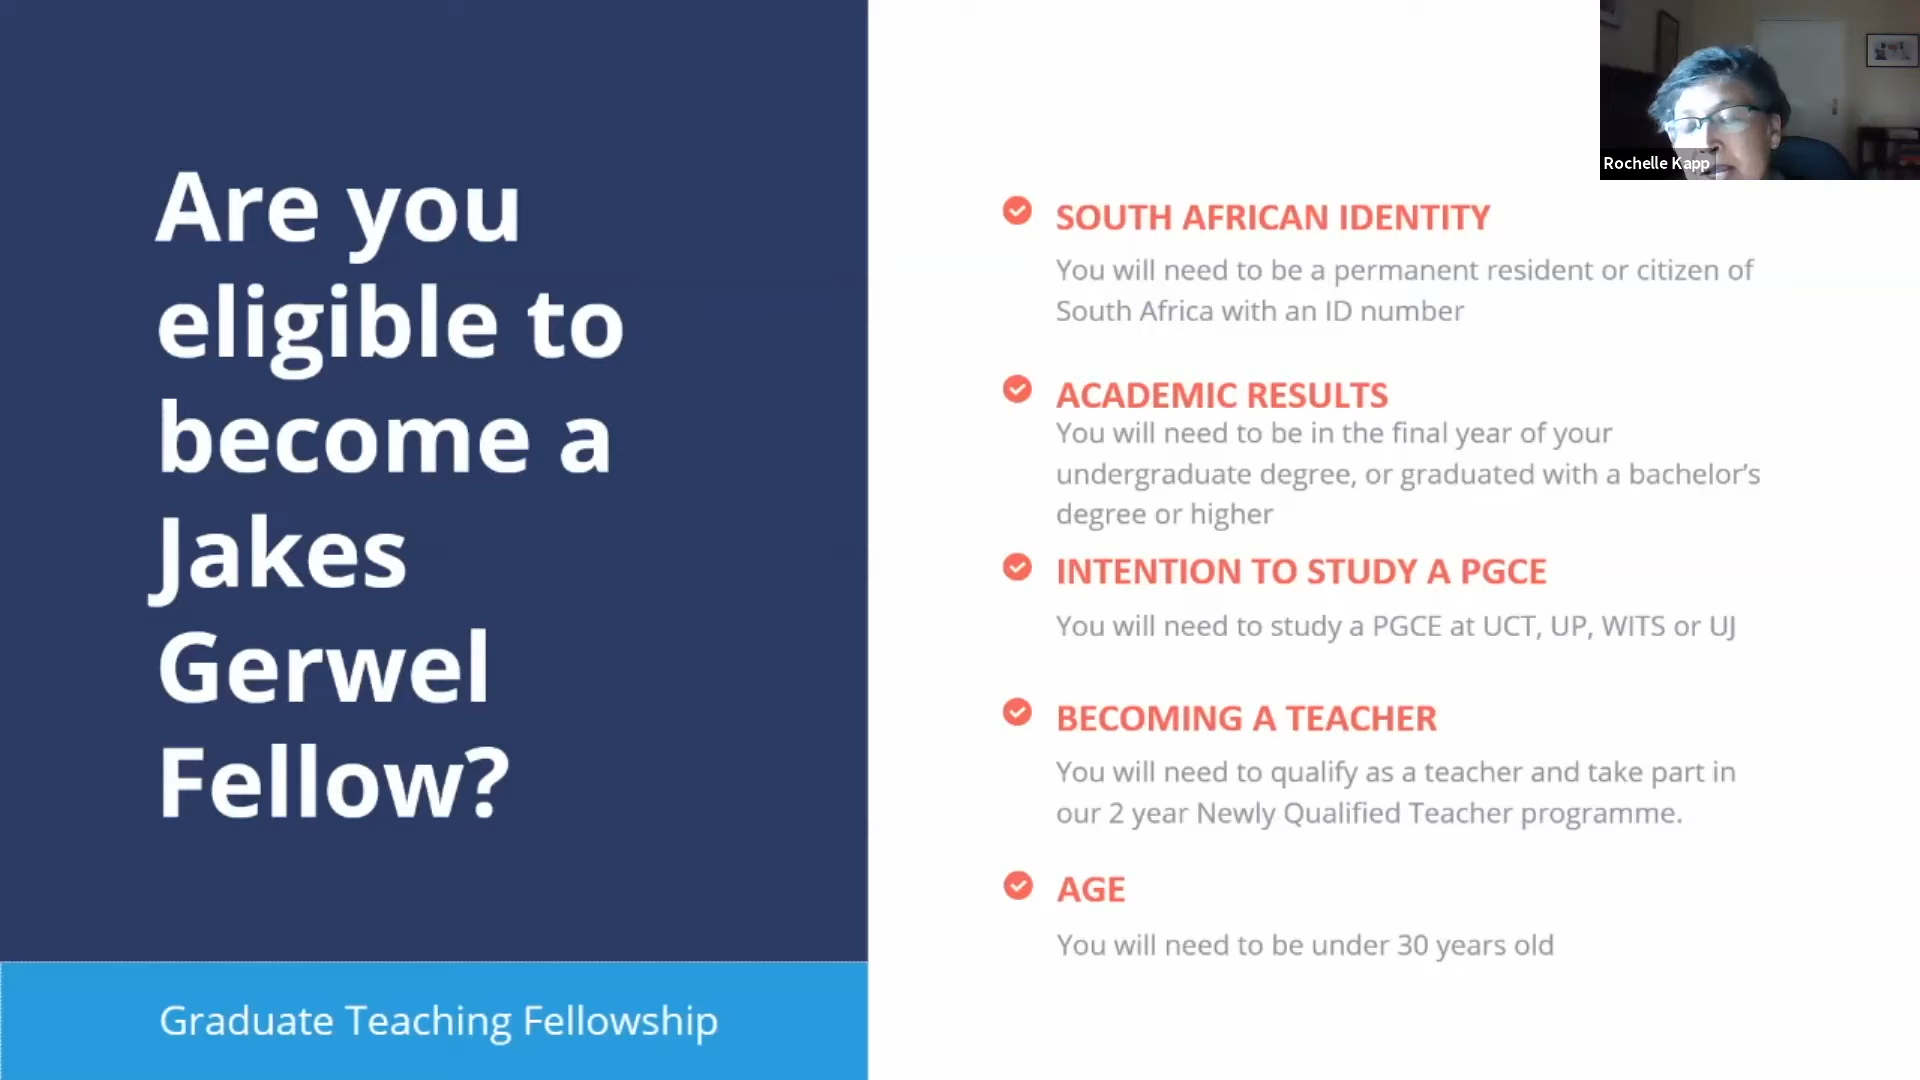 Are you
eligible to
become a
Jakes
Gerwel
Fellow?
Graduate Teaching Fellowship
SOUTH AFRICAN IDENTITY
You will need to be a permanent resident or citizen of
South Africa with an ID number
ACADEMIC RESULTS
You will need to be in the final year of your
undergraduate degree, or graduated with a bachelor’s
degree or higher
INTENTION TO STUDY A PGCE
You will need to study a PGCE at UCT, UP, WITS or UJ
BECOMING A TEACHER
You will need to qualify as a teacher and take part in
our 2 year Newly Qualified Teacher programme.
AGE
You will need to be under 30 years old
Rochelle Kapp